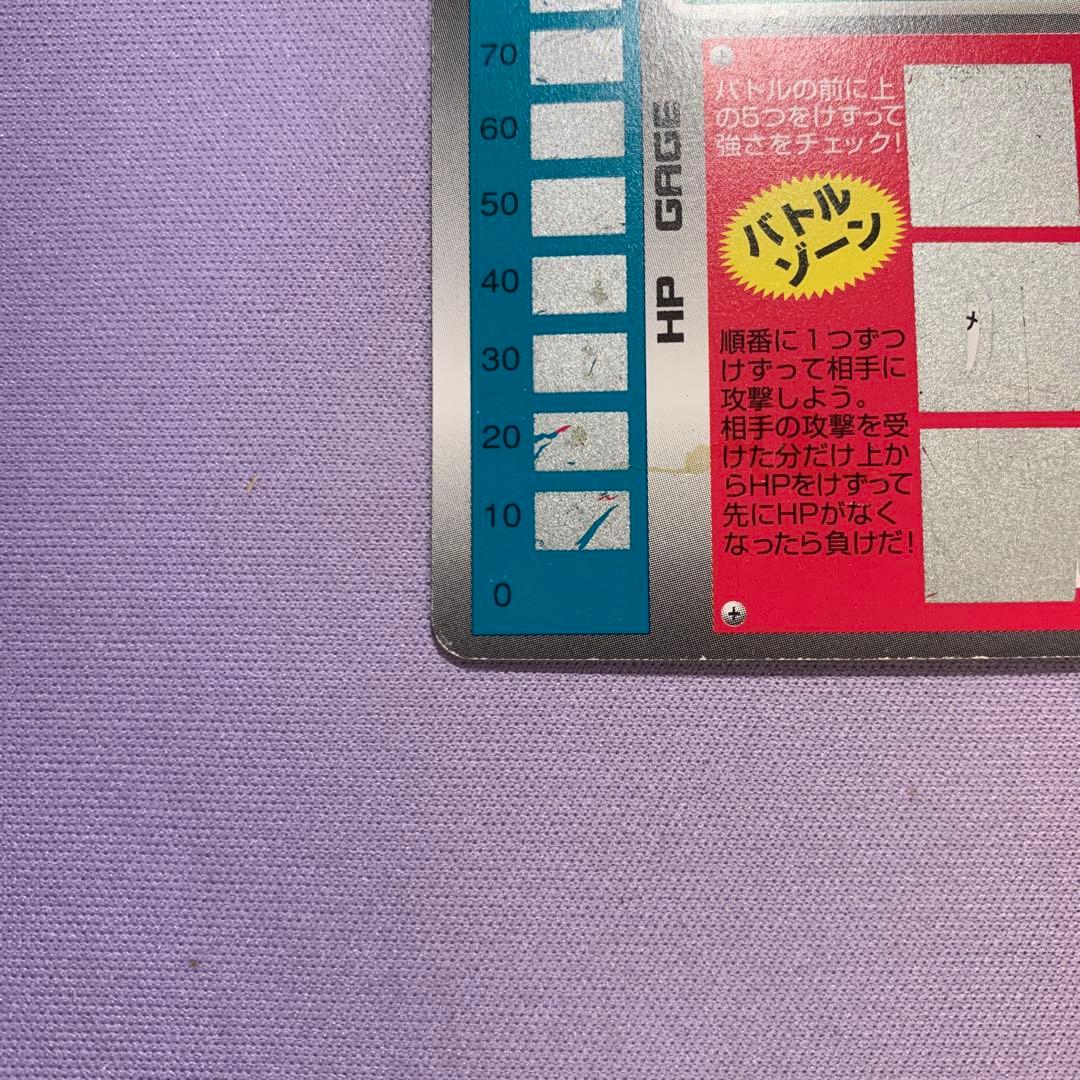 70
60
50
40
30
20
10
0
HP GAGE
バトルの前に上
の5つをけずって
強さをチェック!
バトル
ゾーン
順番に1つずつ
けずって相手に
攻撃しよう。
相手の攻撃を受
けた分だけ上か
らHPをけずって
先にHPがなく
なったら負けだ!